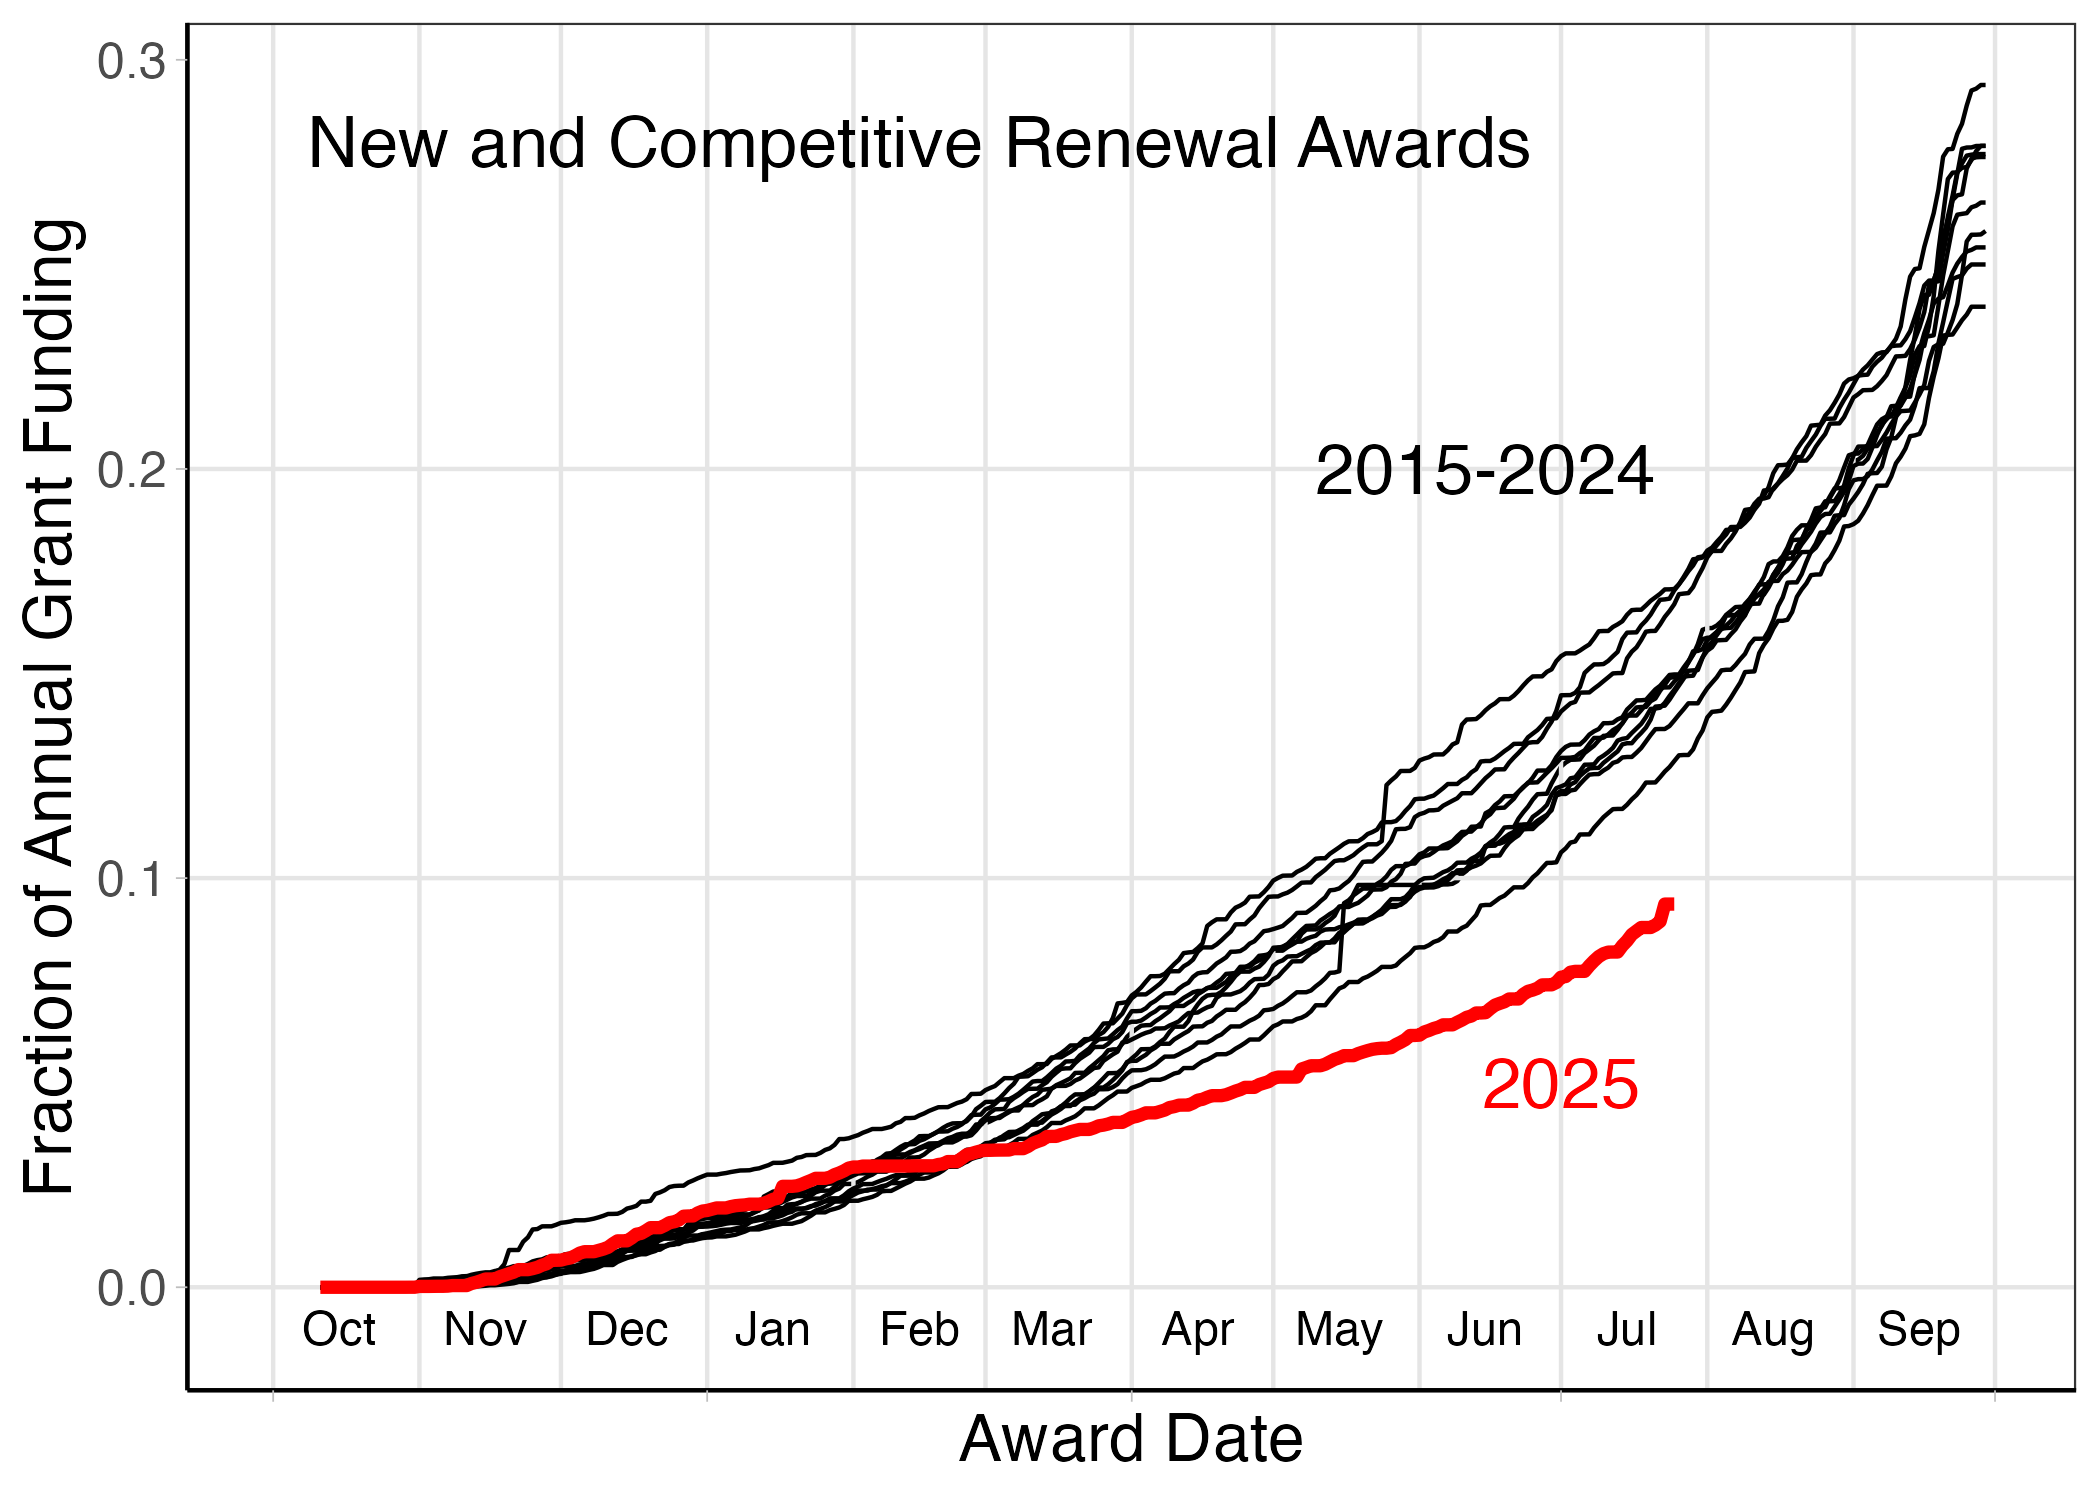 New and Competitive Renewal Awards
Fraction of Annual Grant Funding
0.3
0.2
0.1
0.0
2015-2024
2025
Oct Nov Dec Jan Feb Mar Apr May Jun Jul Aug Sep
Award Date